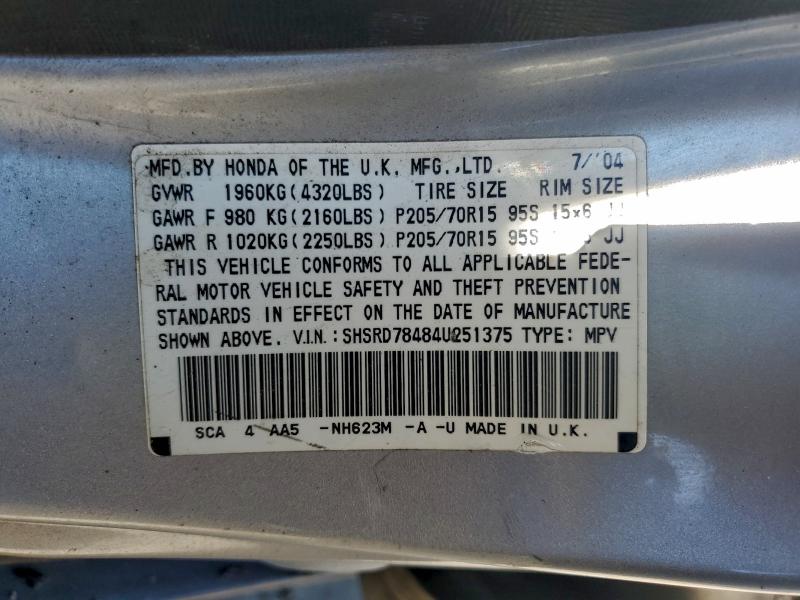 MFD.BY HONDA OF THE U.K. MFG.,LTD. 7/'04
GVWR 1960KG(4320LBS) TIRE SIZE RIM SIZE
GAWR F 980 KG(2160LBS) P205/70R15 95S 15x6 JJ
GAWR R 1020KG(2250LBS) P205/70R15 95S JJ
THIS VEHICLE CONFORMS TO ALL APPLICABLE FEDE-
RAL MOTOR VEHICLE SAFETY AND THEFT PREVENTION
STANDARDS IN EFFECT ON THE DATE OF MANUFACTURE
SHOWN ABOVE. V.I.N.:SHSRD78484U251375 TYPE: MPV
SCA 4 AA5 -NH623M -A -U MADE IN U.K.